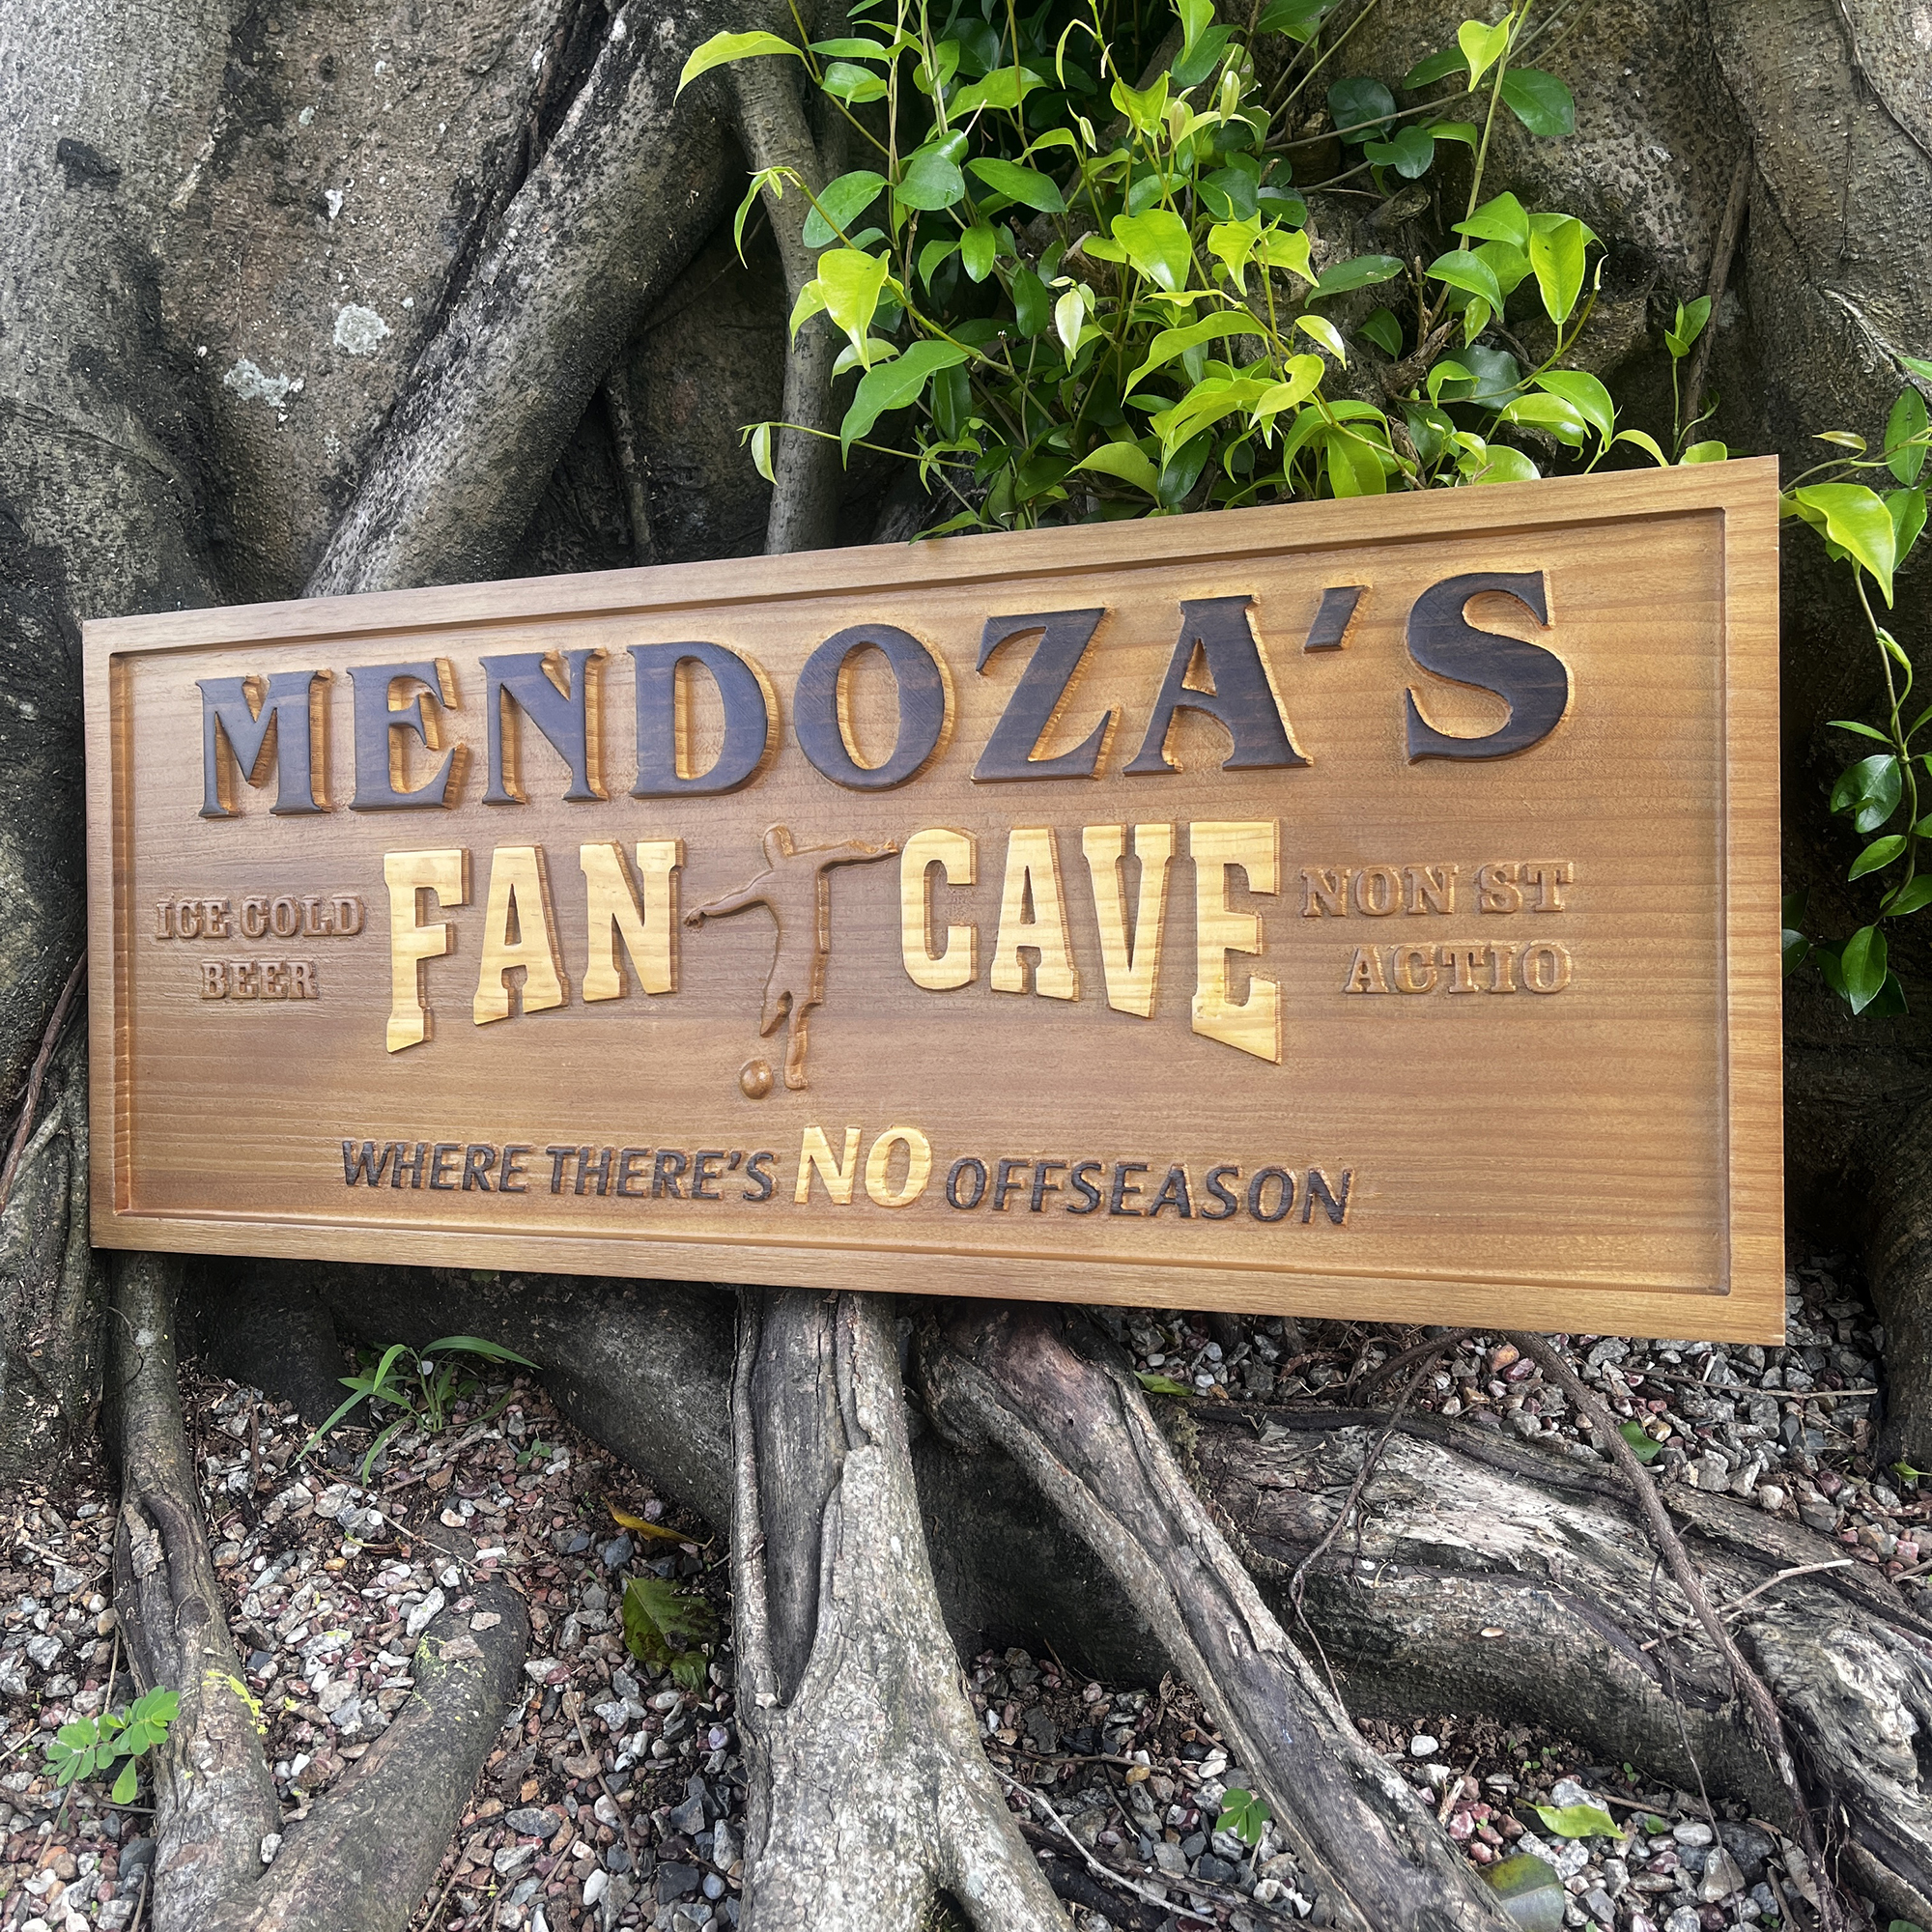 MENDOZA'S
FAN CAVE
ICE COLD
BEER
NON ST
ACTIO
WHERE THERE'S NO OFFSEASON